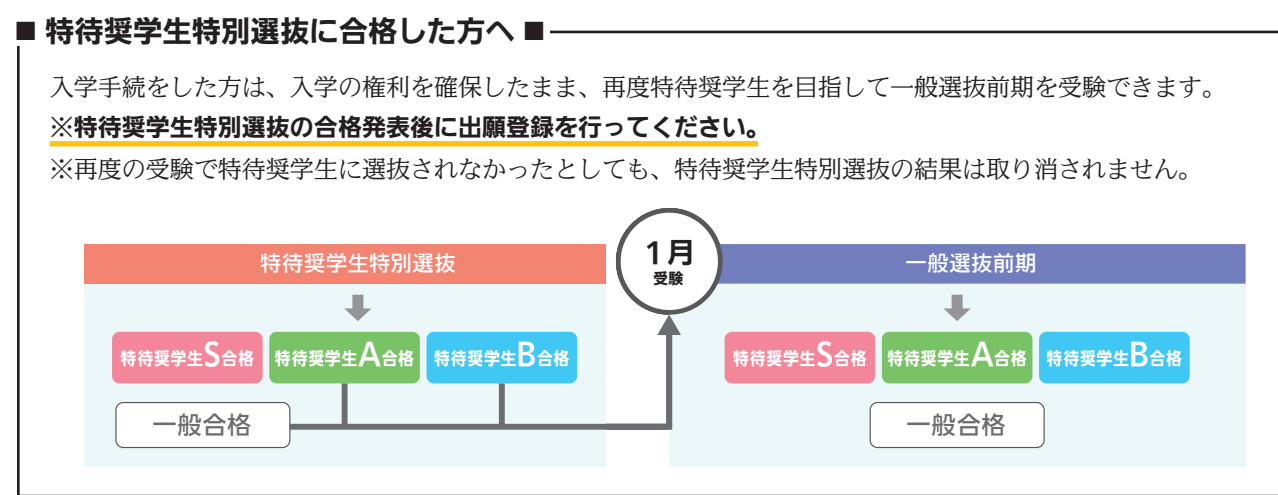 ■ 特待奨学生特別選抜に合格した方へ ■
入学手続をした方は、入学の権利を確保したまま、再度特待奨学生を目指して一般選抜前期を受験できます。
※特待奨学生特別選抜の合格発表後に出願登録を行ってください。
※再度の受験で特待奨学生に選抜されなかったとしても、特待奨学生特別選抜の結果は取り消されません。
特待奨学生特別選抜
1月
受験
一般選抜前期
特待奨学生S合格 特待奨学生A合格 特待奨学生B合格
一般合格
特待奨学生S合格 特待奨学生A合格 特待奨学生B合格
一般合格